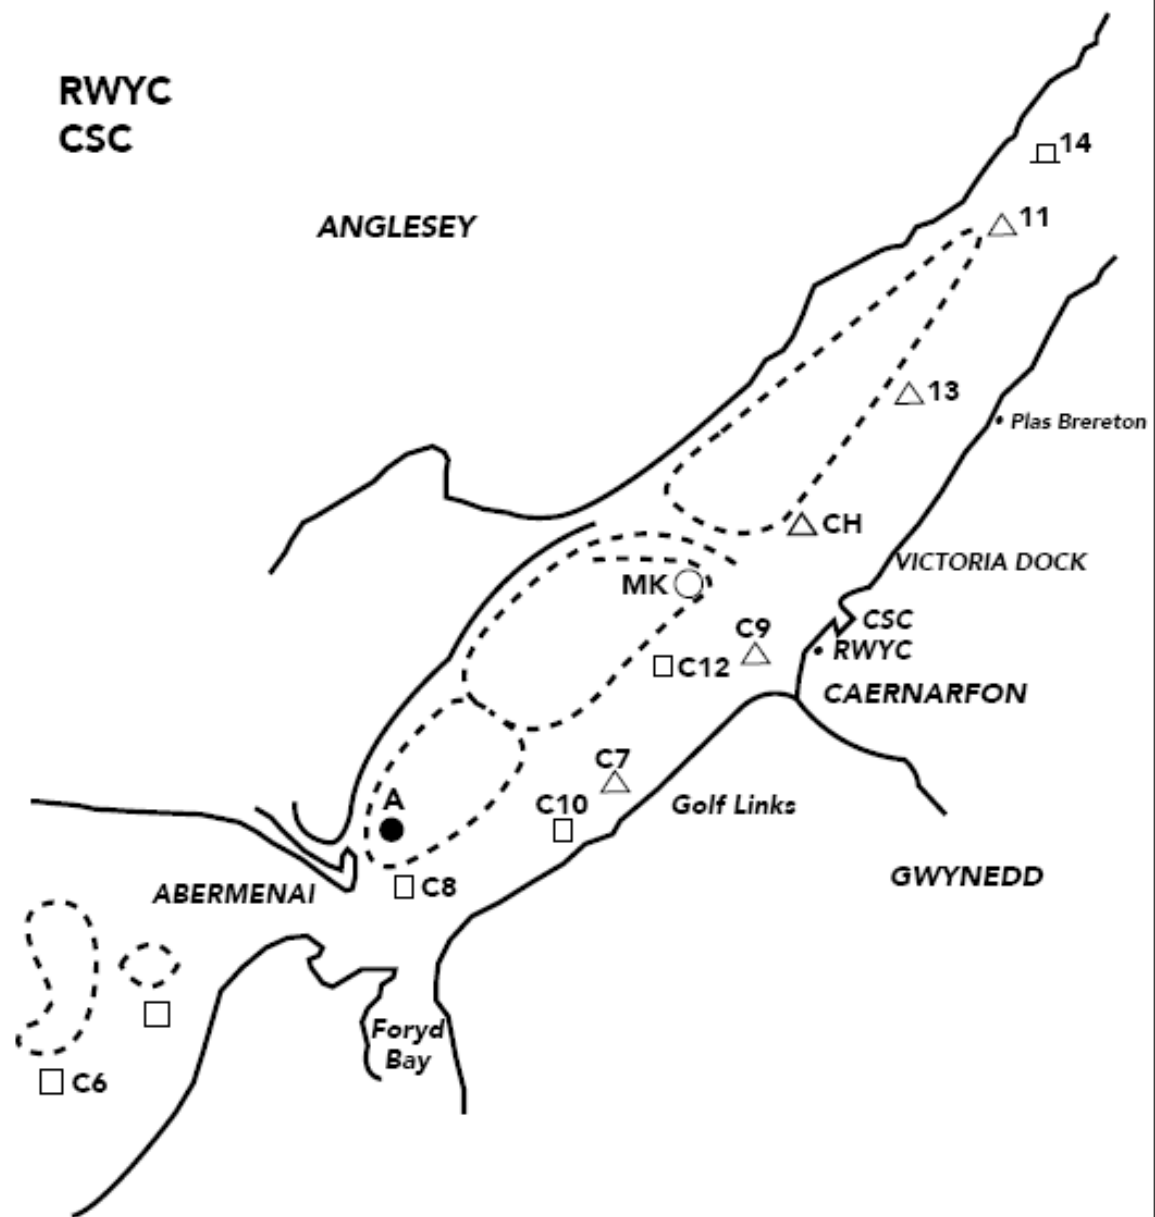 RWYC
CSC
14
11
ANGLESEY
13
Plas Brereton
CH
VICTORIA DOCK
MK
CSC
C9
RWYC
C12
CAERNARFON
C7
A
C10
Golf Links
GWYNEDD
C8
ABERMENAI
Foryd
Bay
C6